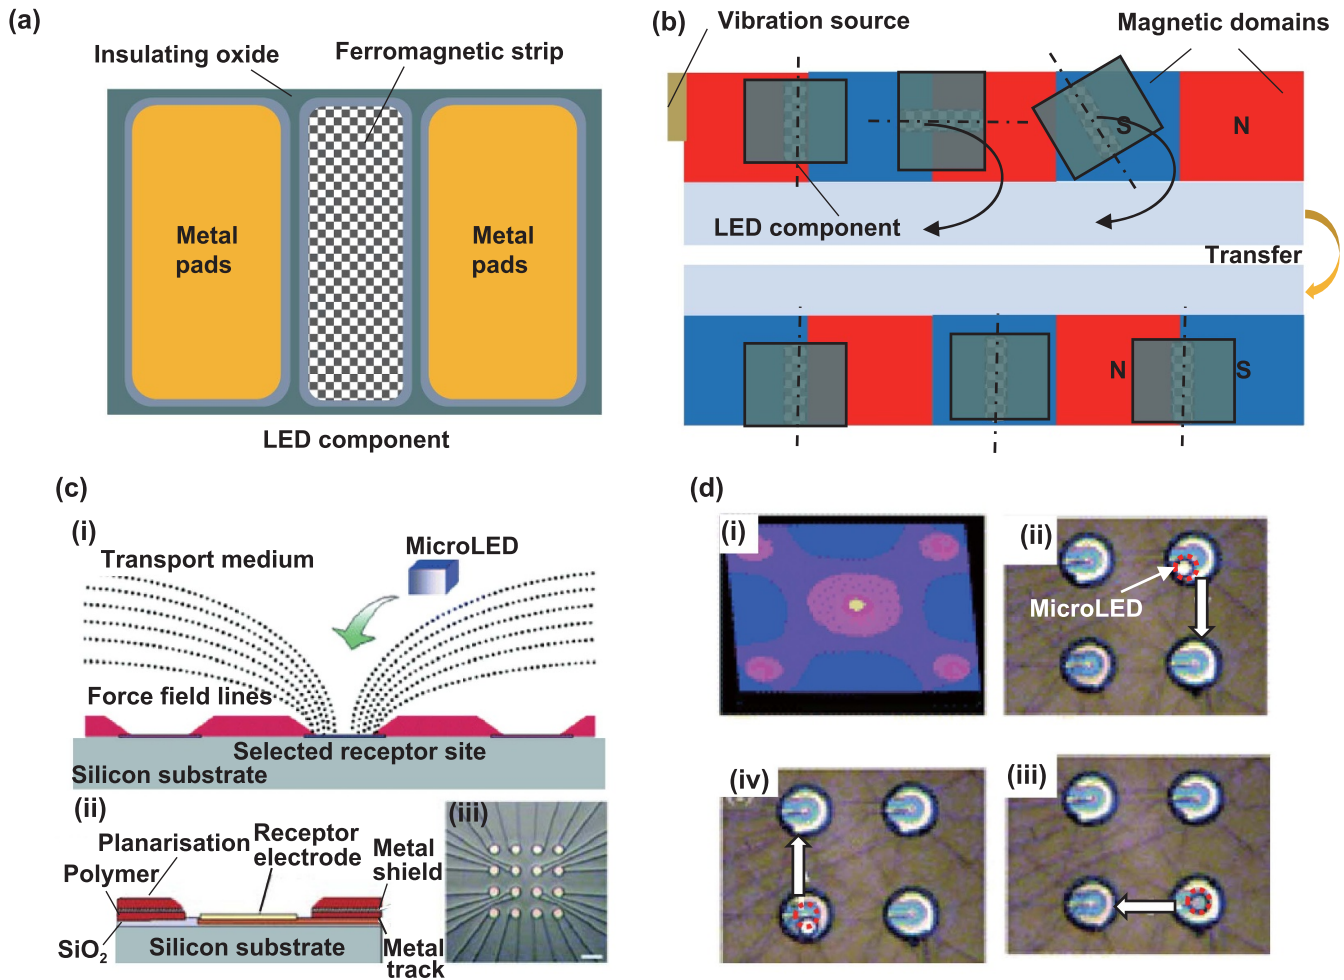 (a)
Insulating oxide
Ferromagnetic strip
Metal
pads
Metal
pads
LED component
(b)
Vibration source
Magnetic domains
S
N
LED component
Transfer
N
S
(c)
(i)
Transport medium
MicroLED
Force field lines
Selected receptor site
Silicon substrate
(ii)
Planarisation
Receptor
electrode
Metal
shield
Polymer
SiO₂
Silicon substrate
Metal
track
(iii)
(d)
(i)
(ii)
MicroLED
(iv)
(iii)